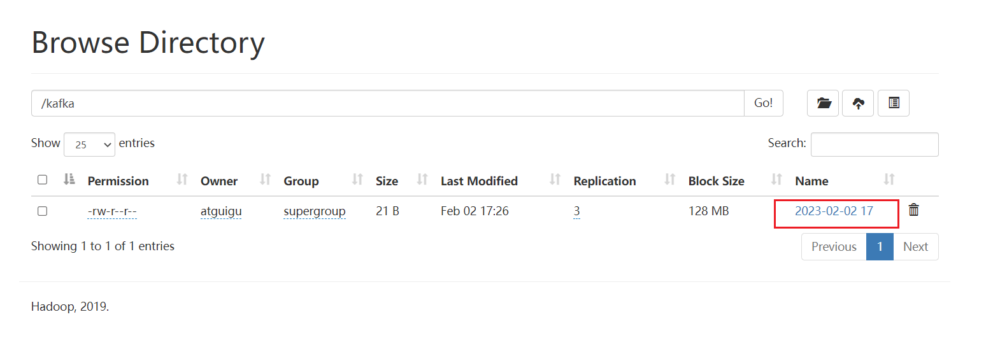 Browse Directory
/kafka Go!
Show 25 entries Search:
Permission Owner Group Size Last Modified Replication Block Size Name
-rw-r--r-- atguigu supergroup 21 B Feb 02 17:26 3 128 MB 2023-02-02 17
Showing 1 to 1 of 1 entries Previous 1 Next
Hadoop, 2019.